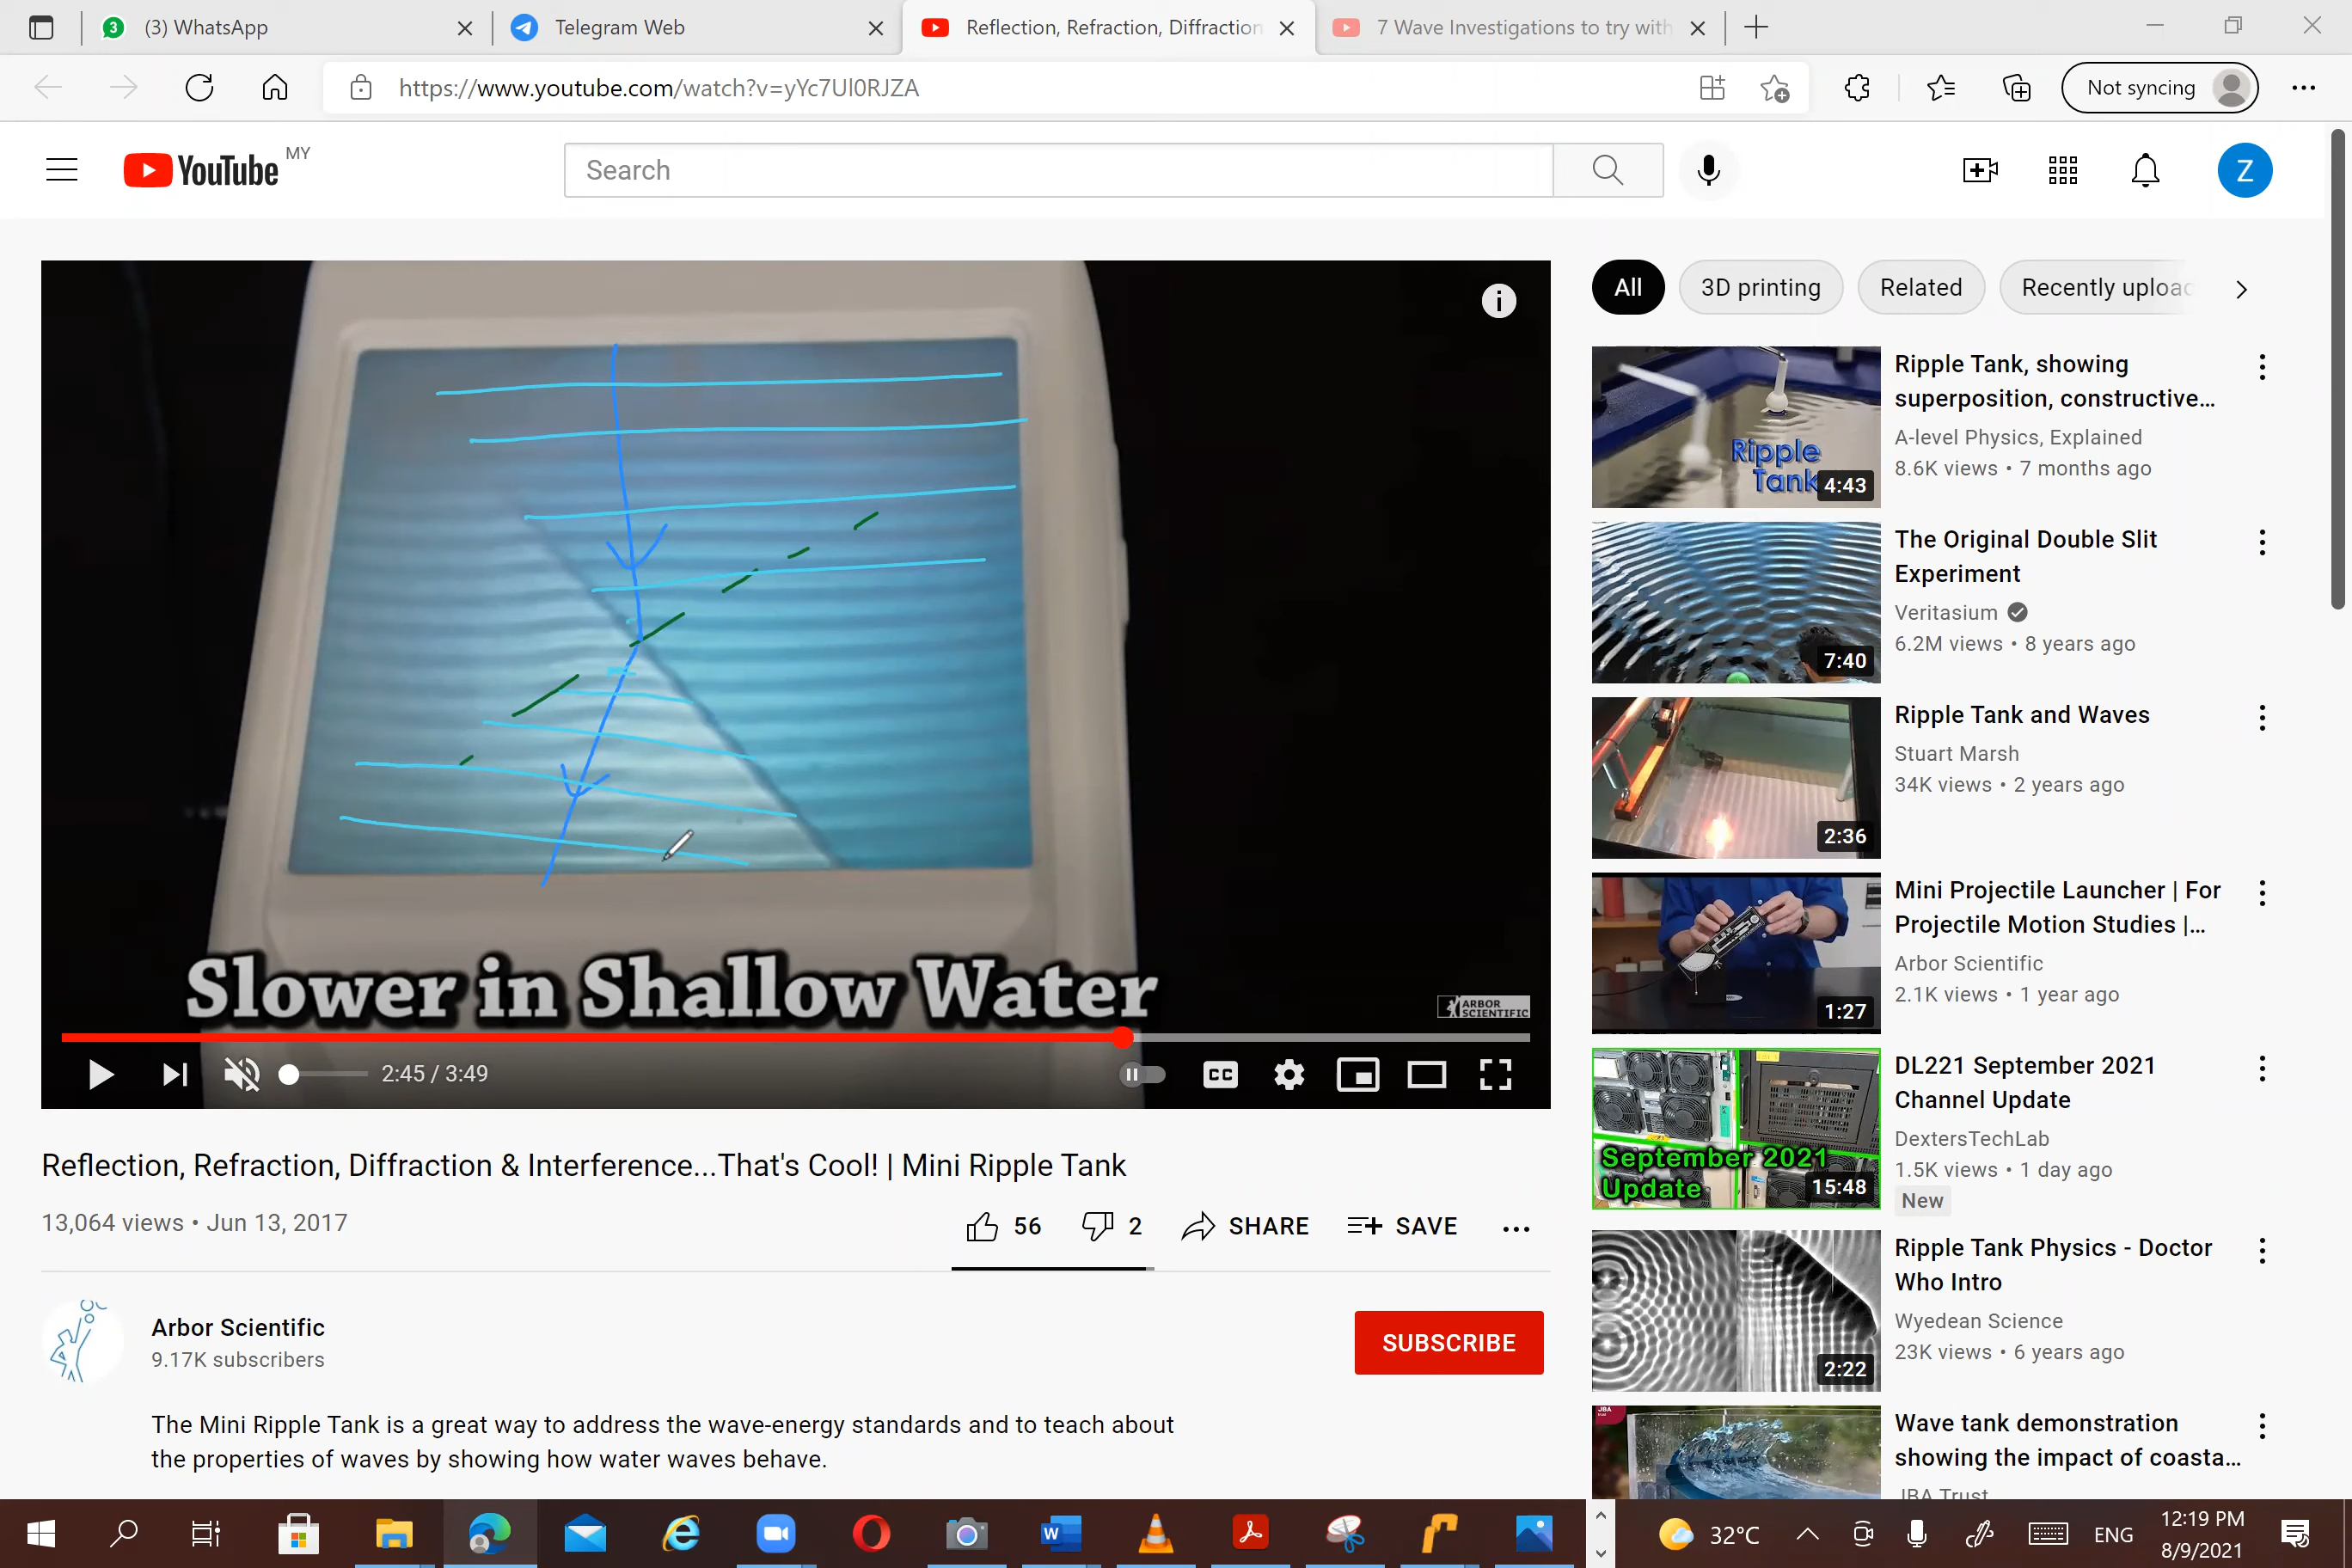 3 (3) WhatsApp
Telegram Web
Reflection, Refraction, Diffraction
7 Wave Investigations to try with
https://www.youtube.com/watch?v=yYc7Ul0RJZA
Not syncing
YouTube MY
Search
Z
All
3D printing
Related
Recently uploa
Slower in Shallow Water
ARBOR
SCIENTIFIC
2:45 / 3:49
CC
Reflection, Refraction, Diffraction & Interference...That's Cool! | Mini Ripple Tank
13,064 views • Jun 13, 2017
56
2
SHARE
SAVE
Arbor Scientific
9.17K subscribers
SUBSCRIBE
The Mini Ripple Tank is a great way to address the wave-energy standards and to teach about
the properties of waves by showing how water waves behave.
Ripple
Tank
4:43
Ripple Tank, showing
superposition, constructive...
A-level Physics, Explained
8.6K views • 7 months ago
7:40
The Original Double Slit
Experiment
Veritasium
6.2M views • 8 years ago
2:36
Ripple Tank and Waves
Stuart Marsh
34K views • 2 years ago
1:27
Mini Projectile Launcher | For
Projectile Motion Studies |...
Arbor Scientific
2.1K views • 1 year ago
September 2021
Update
15:48
DL221 September 2021
Channel Update
DextersTechLab
1.5K views • 1 day ago
New
2:22
Ripple Tank Physics - Doctor
Who Intro
Wyedean Science
23K views • 6 years ago
JBA
Wave tank demonstration
showing the impact of coasta...
JBA Trust
W
32°C
ENG
12:19 PM
8/9/2021